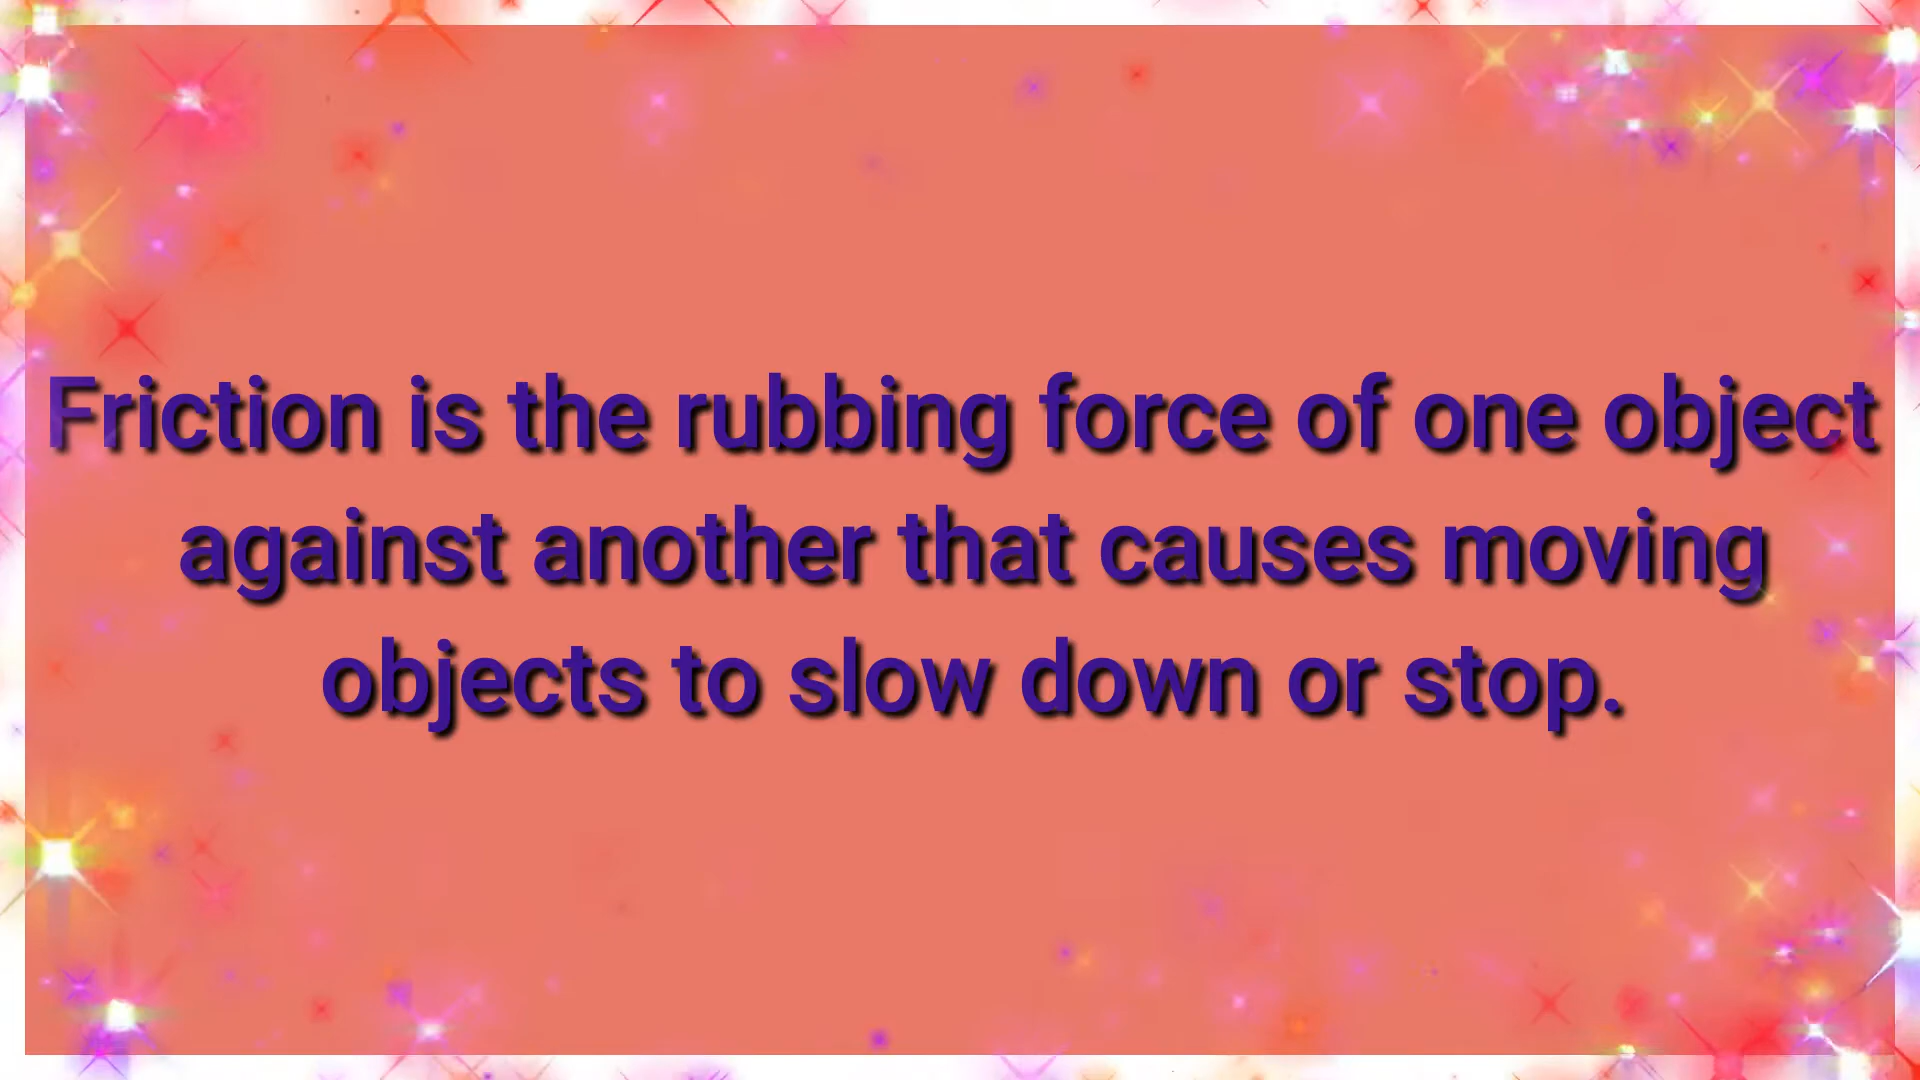 Friction is the rubbing force of one object
against another that causes moving
objects to slow down or stop.